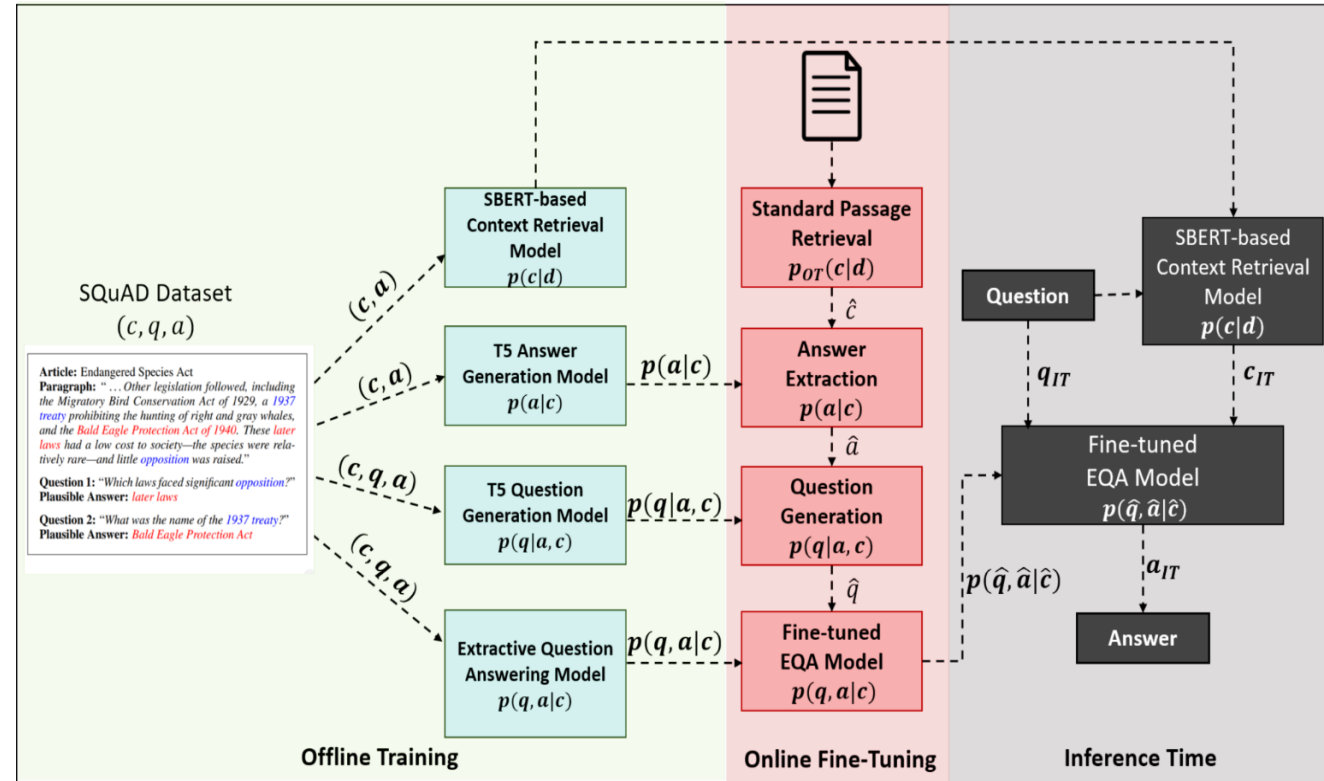 SQuAD Dataset
(c, q, a)
Article: Endangered Species Act
Paragraph: “ … Other legislation followed, including
the Migratory Bird Conservation Act of 1929, a 1937
treaty prohibiting the hunting of right and gray whales,
and the Bald Eagle Protection Act of 1940. These later
laws had a low cost to society—the species were rela-
tively rare—and little opposition was raised.”
Question 1: “Which laws faced significant opposition?”
Plausible Answer: later laws
Question 2: “What was the name of the 1937 treaty?”
Plausible Answer: Bald Eagle Protection Act
(c, a)
(c, a)
(c, q, a)
(c, q, a)
SBERT-based
Context Retrieval
Model
p(c|d)
T5 Answer
Generation Model
p(a|c)
T5 Question
Generation Model
p(q|a, c)
Extractive Question
Answering Model
p(q, a|c)
p(a|c)
p(q|a, c)
p(q, a|c)
Offline Training
Standard Passage
Retrieval
p_OT(c|d)
ĉ
Answer
Extraction
p(a|c)
â
Question
Generation
p(q|a, c)
q̂
Fine-tuned
EQA Model
p(q, a|c)
Online Fine-Tuning
p(q̂, â|ĉ)
Question
SBERT-based
Context Retrieval
Model
p(c|d)
q_IT
c_IT
Fine-tuned
EQA Model
p(q̂, â|ĉ)
a_IT
Answer
Inference Time